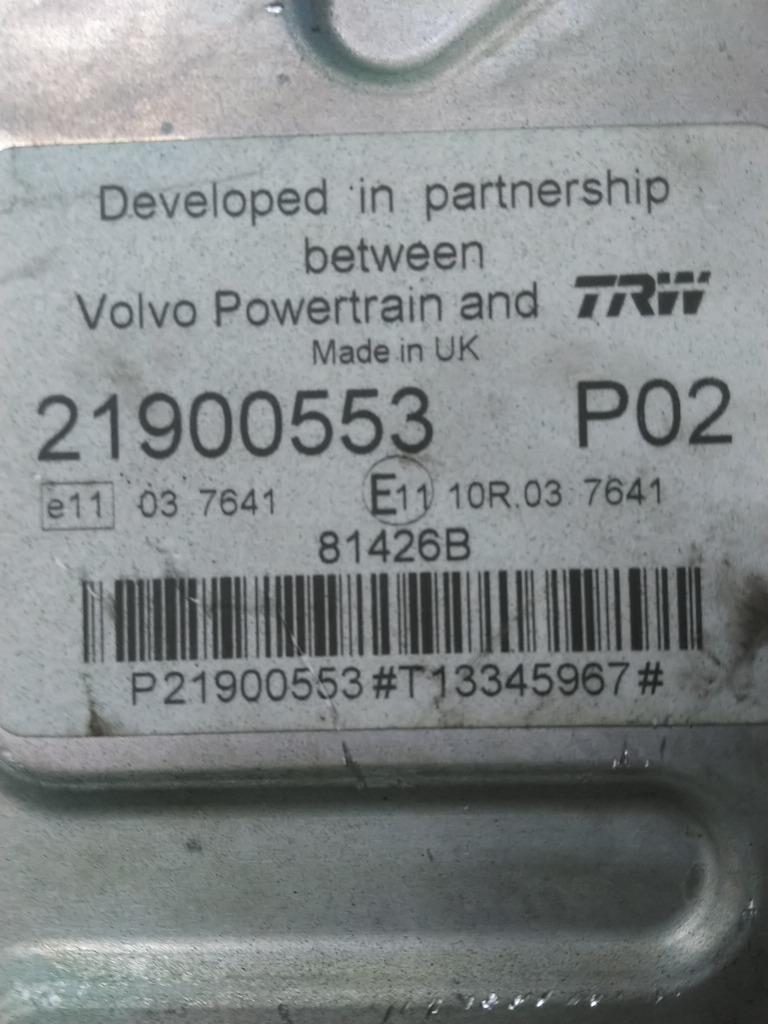 Developed in partnership
between
Volvo Powertrain and TRW
Made in UK
21900553 P02
e11 03 7641 E11 10R.03 7641
81426B
P21900553#T13345967#